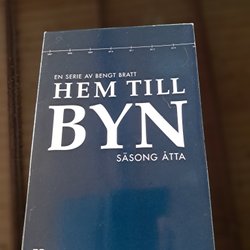 EN SERIE AV BENGT BRATT
HEM TILL
BYN
SÄSONG ÅTTA